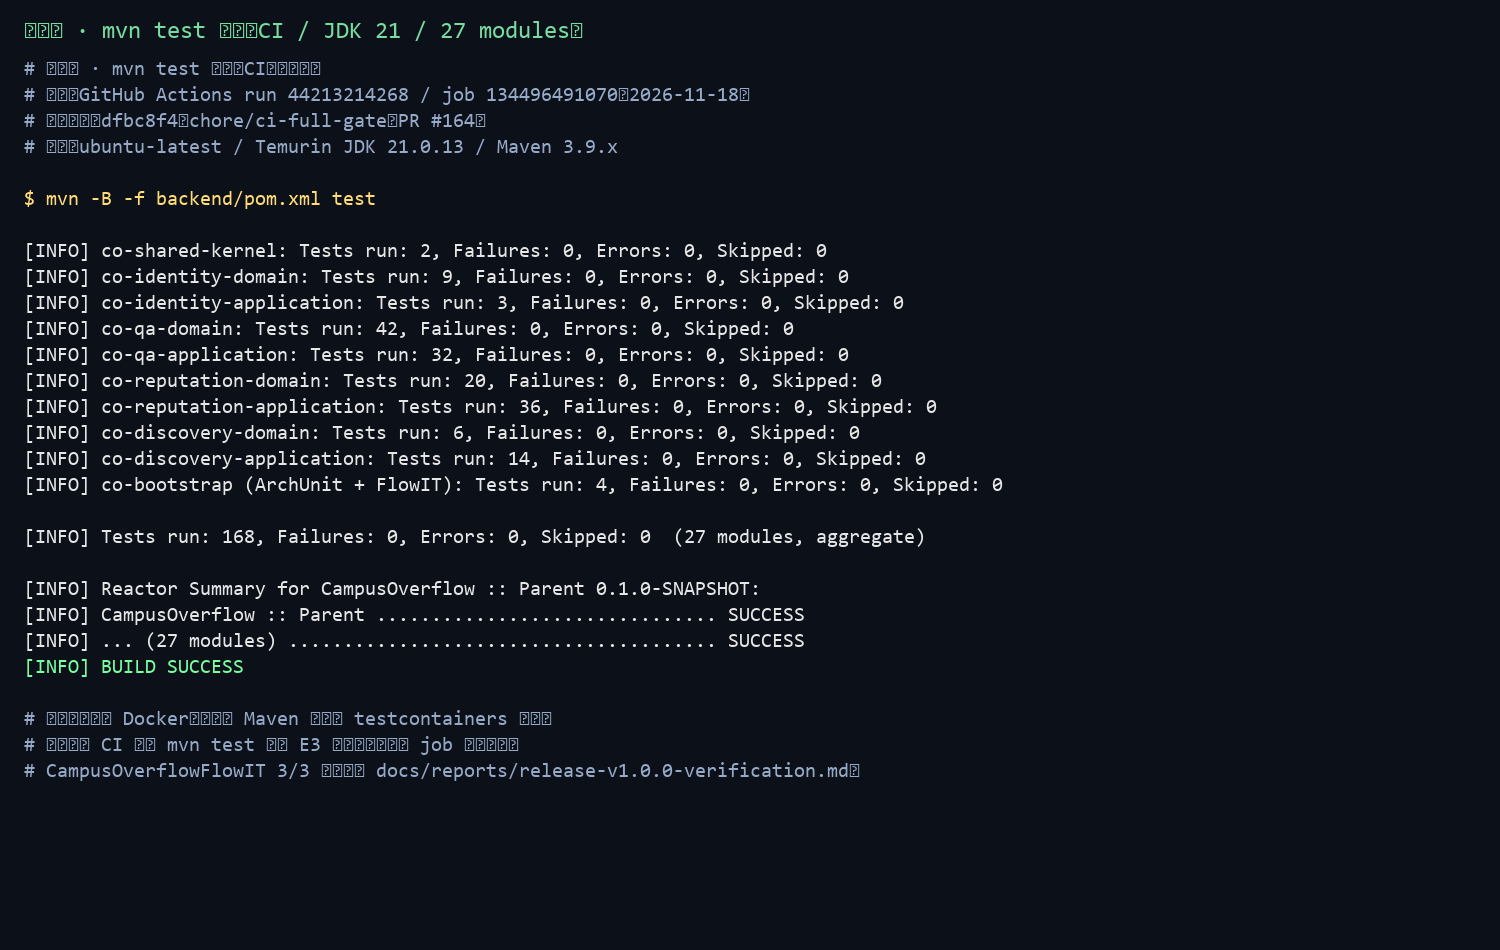 · mvn test CI / JDK 21 / 27 modules
# · mvn test CI
# GitHub Actions run 44213214268 / job 134496491070 2026-11-18
# dfbc8f4 chore/ci-full-gate PR #164
# ubuntu-latest / Temurin JDK 21.0.13 / Maven 3.9.x
$ mvn -B -f backend/pom.xml test
[INFO] co-shared-kernel: Tests run: 2, Failures: 0, Errors: 0, Skipped: 0
[INFO] co-identity-domain: Tests run: 9, Failures: 0, Errors: 0, Skipped: 0
[INFO] co-identity-application: Tests run: 3, Failures: 0, Errors: 0, Skipped: 0
[INFO] co-qa-domain: Tests run: 42, Failures: 0, Errors: 0, Skipped: 0
[INFO] co-qa-application: Tests run: 32, Failures: 0, Errors: 0, Skipped: 0
[INFO] co-reputation-domain: Tests run: 20, Failures: 0, Errors: 0, Skipped: 0
[INFO] co-reputation-application: Tests run: 36, Failures: 0, Errors: 0, Skipped: 0
[INFO] co-discovery-domain: Tests run: 6, Failures: 0, Errors: 0, Skipped: 0
[INFO] co-discovery-application: Tests run: 14, Failures: 0, Errors: 0, Skipped: 0
[INFO] co-bootstrap (ArchUnit + FlowIT): Tests run: 4, Failures: 0, Errors: 0, Skipped: 0
[INFO] Tests run: 168, Failures: 0, Errors: 0, Skipped: 0  (27 modules, aggregate)
[INFO] Reactor Summary for CampusOverflow :: Parent 0.1.0-SNAPSHOT:
[INFO] CampusOverflow :: Parent ............................... SUCCESS
[INFO] ... (27 modules) ....................................... SUCCESS
[INFO] BUILD SUCCESS
# Docker Maven testcontainers
# CI mvn test E3 job
# CampusOverflowFlowIT 3/3 docs/reports/release-v1.0.0-verification.md